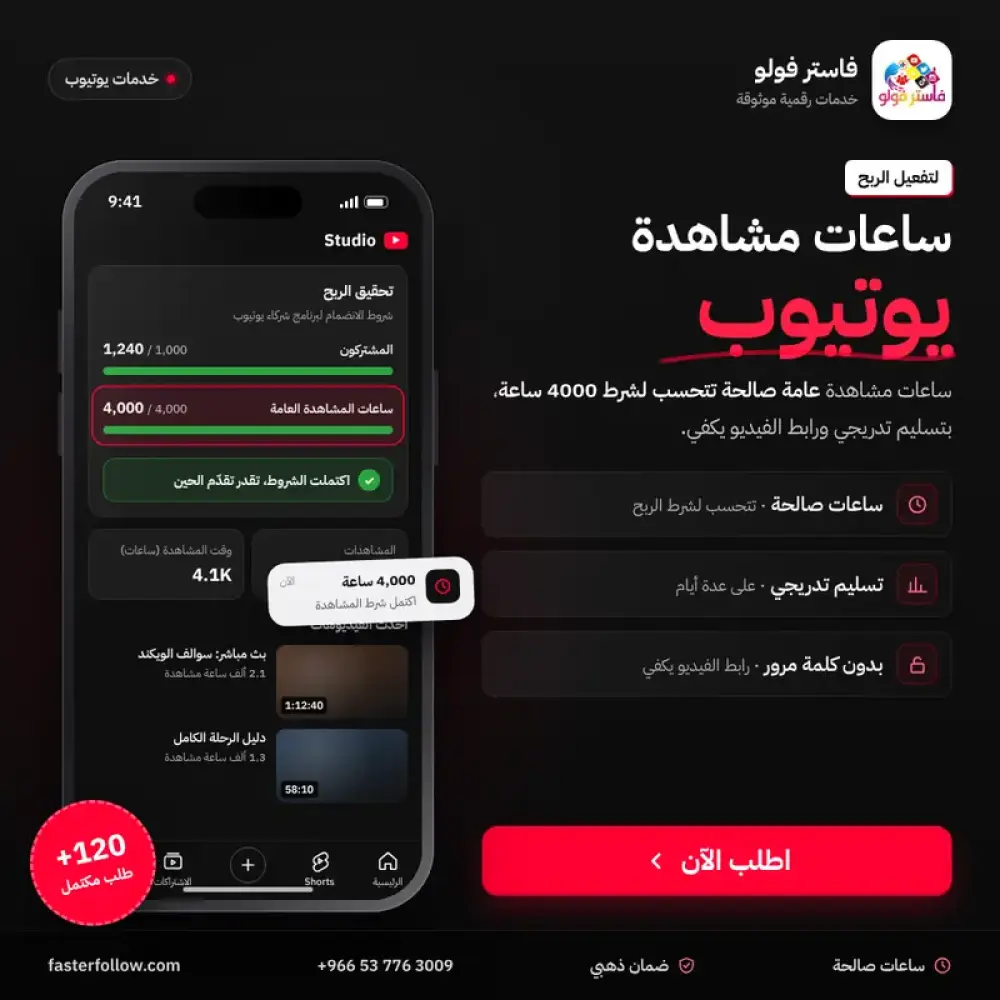 فاستر فولو
فاستر فولو
خدمات رقمية موثوقة
خدمات يوتيوب
لتفعيل الربح
ساعات مشاهدة
يوتيوب
ساعات مشاهدة عامة صالحة تتحسب لشرط 4000 ساعة،
بتسليم تدريجي ورابط الفيديو يكفي.
ساعات صالحة · تتحسب لشرط الربح
تسليم تدريجي · على عدة أيام
بدون كلمة مرور · رابط الفيديو يكفي
اطلب الآن
9:41
Studio
تحقيق الربح
شروط الانضمام لبرنامج شركاء يوتيوب
المشتركون 1,240 / 1,000
ساعات المشاهدة العامة 4,000 / 4,000
اكتملت الشروط، تقدر تقدّم الحين
المشاهدات
وقت المشاهدة (ساعات)
4.1K
4,000 ساعة
الآن
اكتمل شرط المشاهدة
أحدث الفيديوهات
بث مباشر: سوالف الويكند
2.1 ألف ساعة مشاهدة
1:12:40
دليل الرحلة الكامل
1.3 ألف ساعة مشاهدة
58:10
الرئيسية
Shorts
الاشتراكات
+120
طلب مكتمل
ساعات صالحة
ضمان ذهبي
+966 53 776 3009
fasterfollow.com